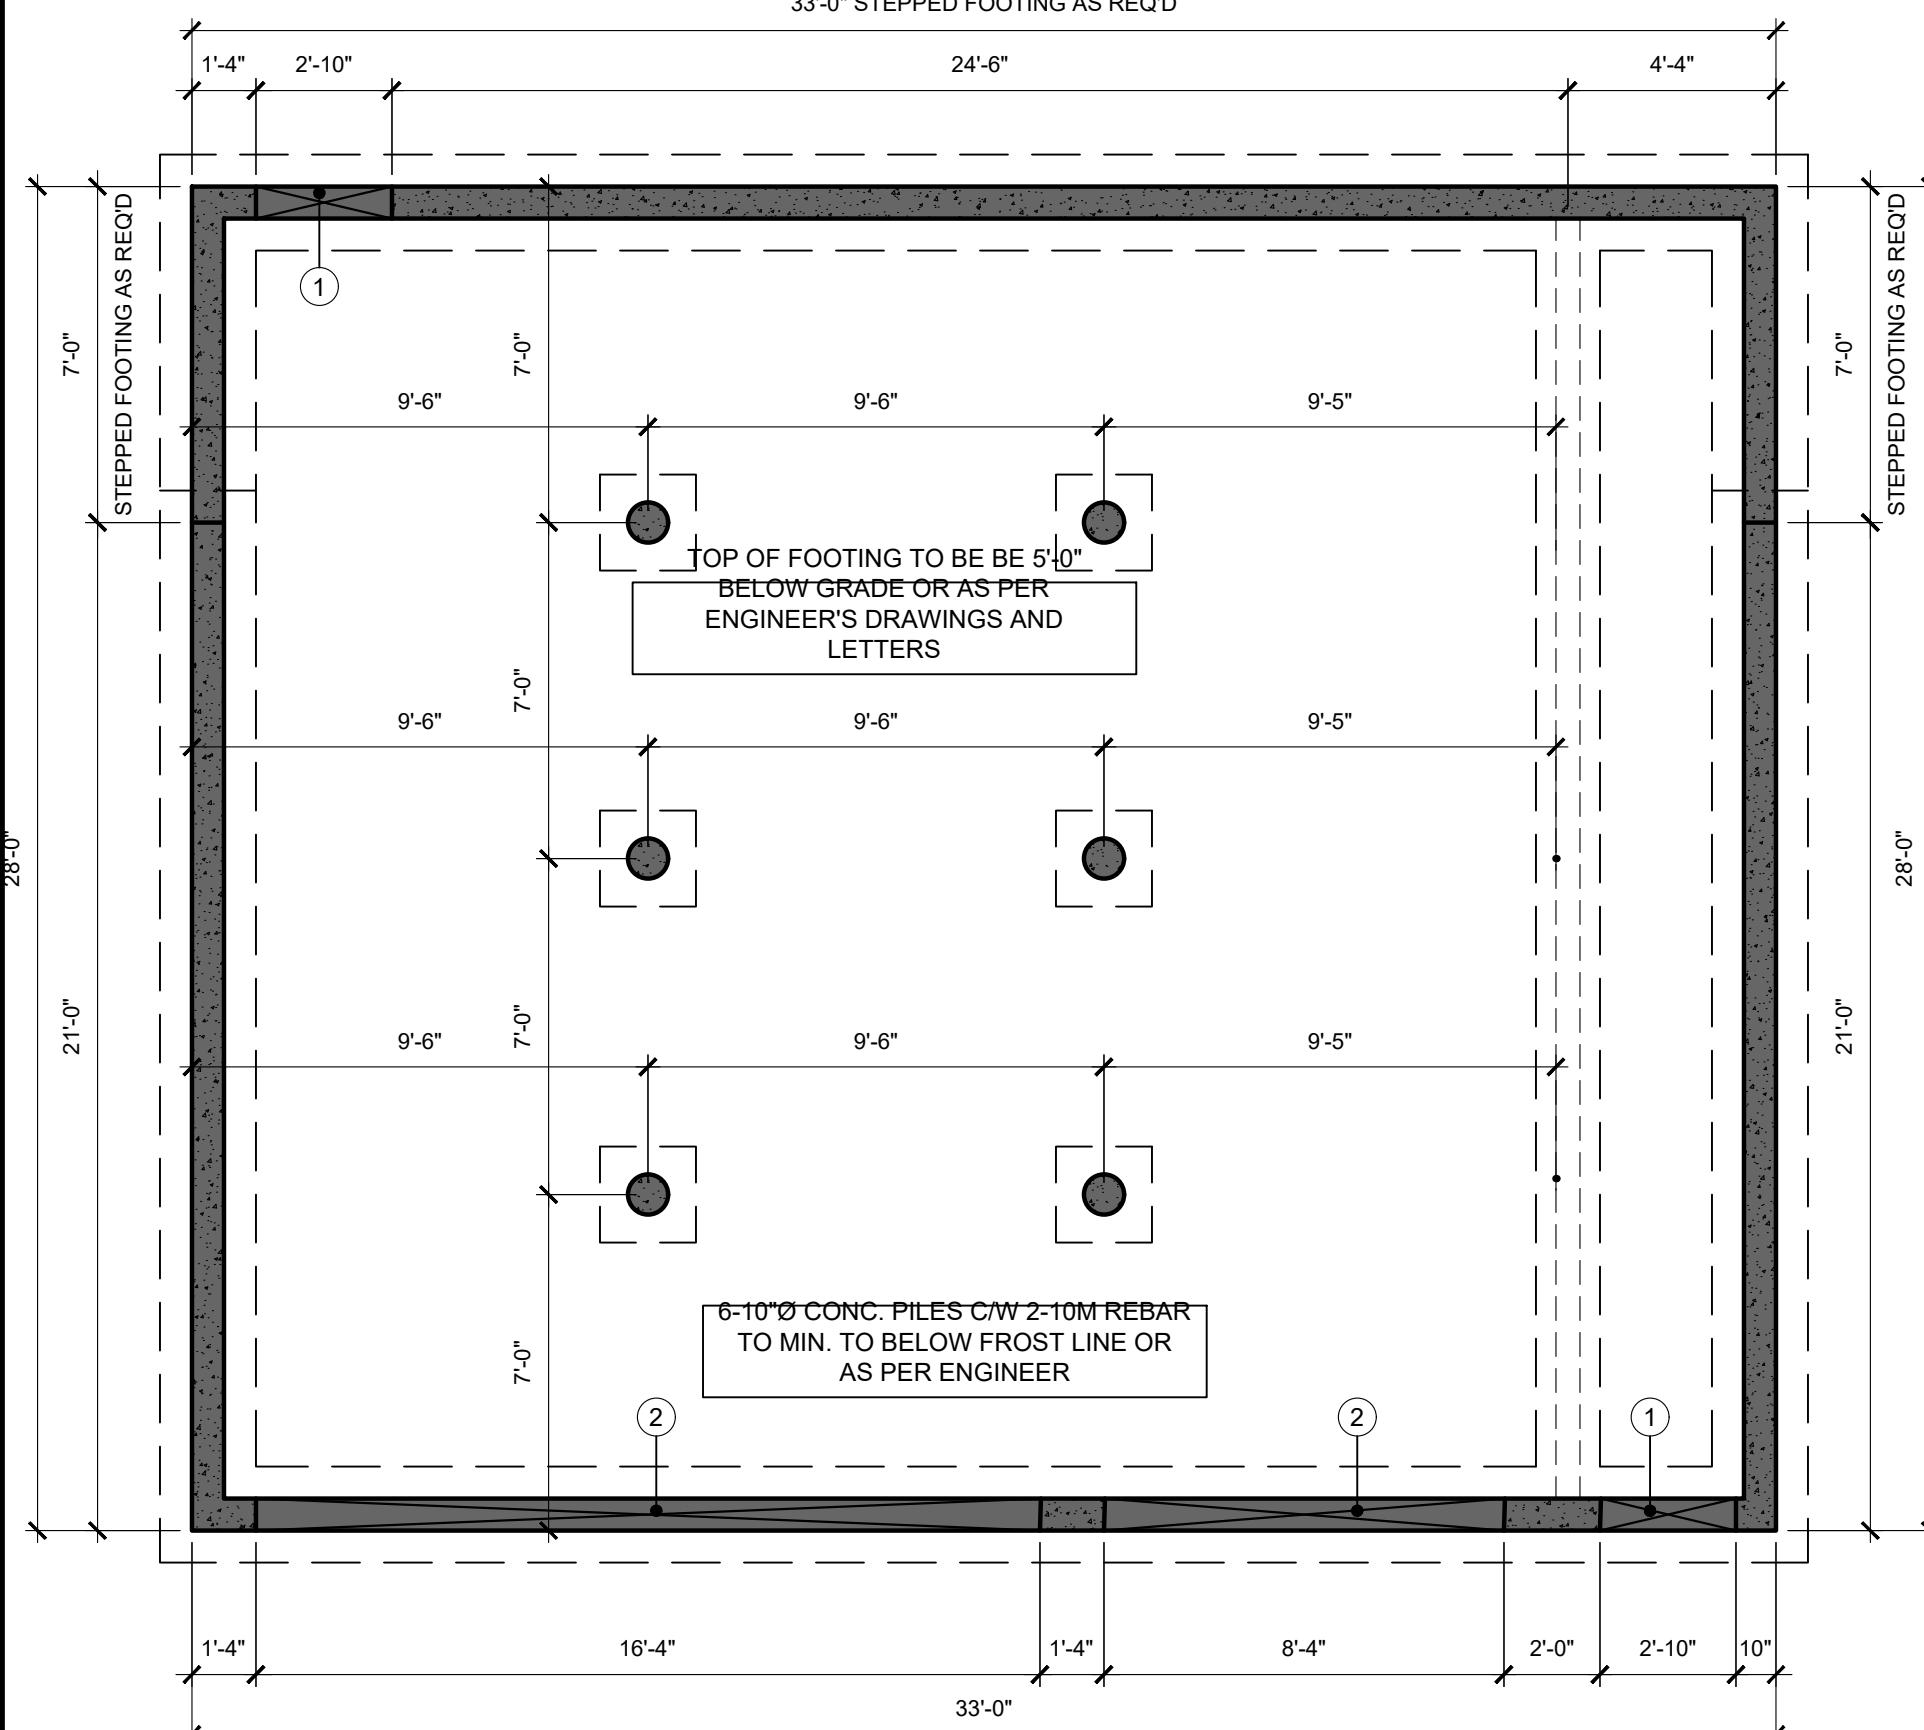 33'-0" STEPPED FOOTING AS REQ'D
1'-4" 2'-10" 24'-6" 4'-4"
STEPPED FOOTING AS REQ'D
7'-0"
28'-0"
21'-0"
1
7'-0"
9'-6" 9'-6" 9'-5"
TOP OF FOOTING TO BE BE 5'-0"
BELOW GRADE OR AS PER
ENGINEER'S DRAWINGS AND
LETTERS
7'-0"
9'-6" 9'-6" 9'-5"
7'-0"
9'-6" 9'-6" 9'-5"
6-10"Ø CONC. PILES C/W 2-10M REBAR
TO MIN. TO BELOW FROST LINE OR
AS PER ENGINEER
7'-0"
2 2 1
7'-0"
STEPPED FOOTING AS REQ'D
28'-0"
21'-0"
1'-4" 16'-4" 1'-4" 8'-4" 2'-0" 2'-10" 10"
33'-0"